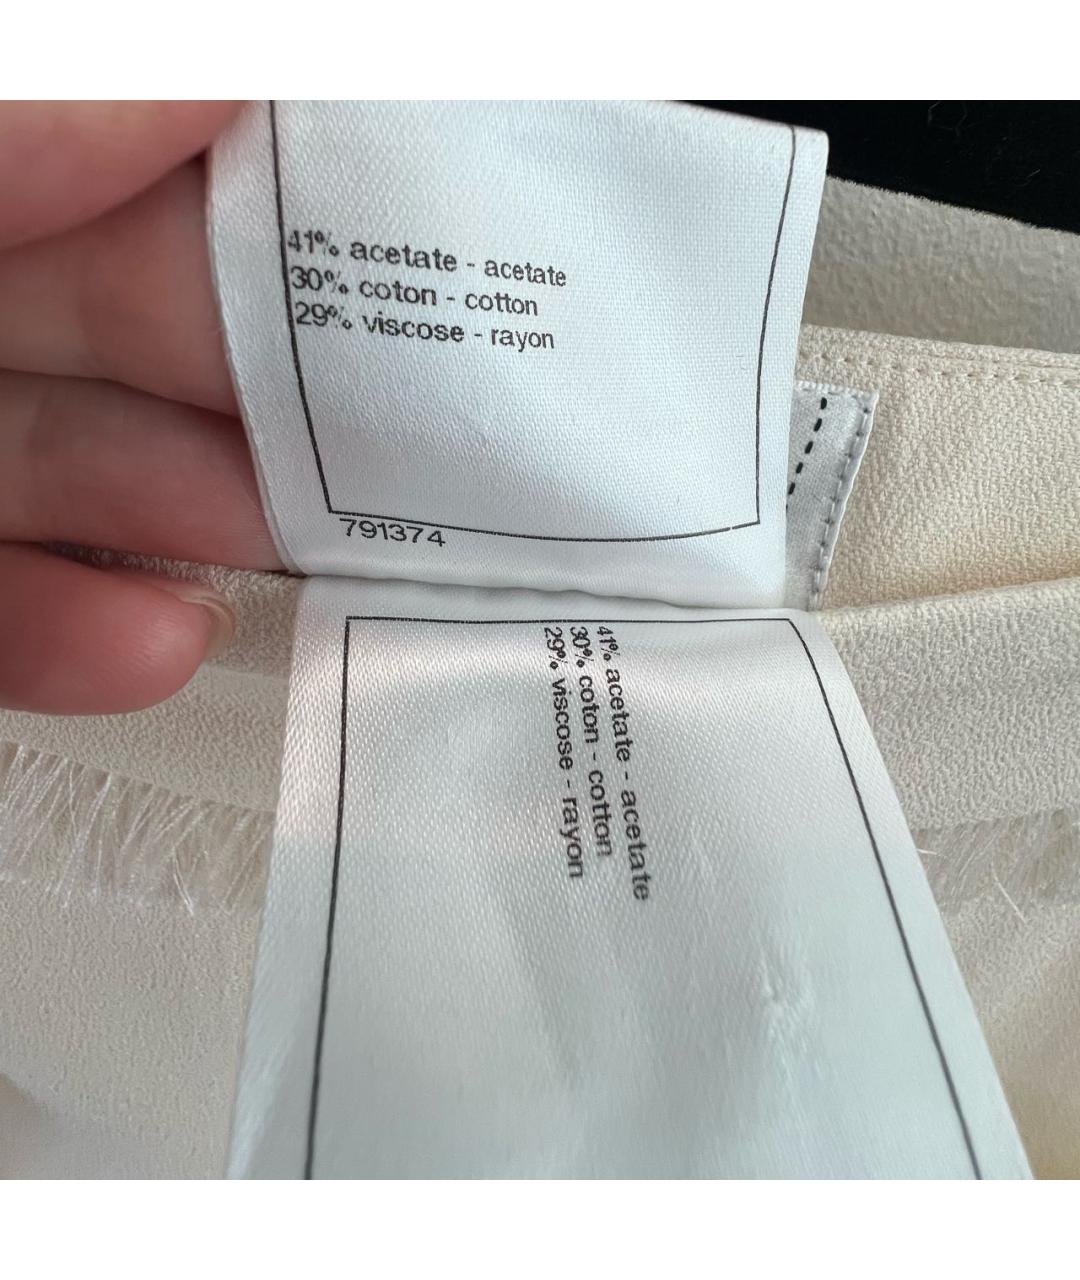 41% acetate - acetate
30% coton - cotton
29% viscose - rayon
791374
41% acetate - acetate
30% coton - cotton
29% viscose - rayon